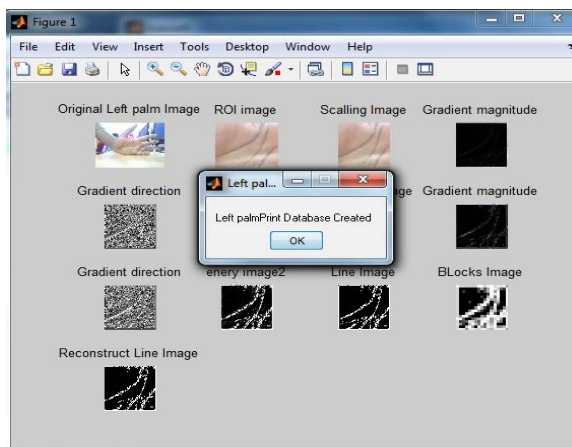 Figure 1
File Edit View Insert Tools Desktop Window Help
Original Left palm Image ROI image Scalling Image Gradient magnitude
Left pal...
Gradient direction Gradient magnitude
Left palmPrint Database Created
OK
Gradient direction enery image2 Line Image BLocks Image
Reconstruct Line Image